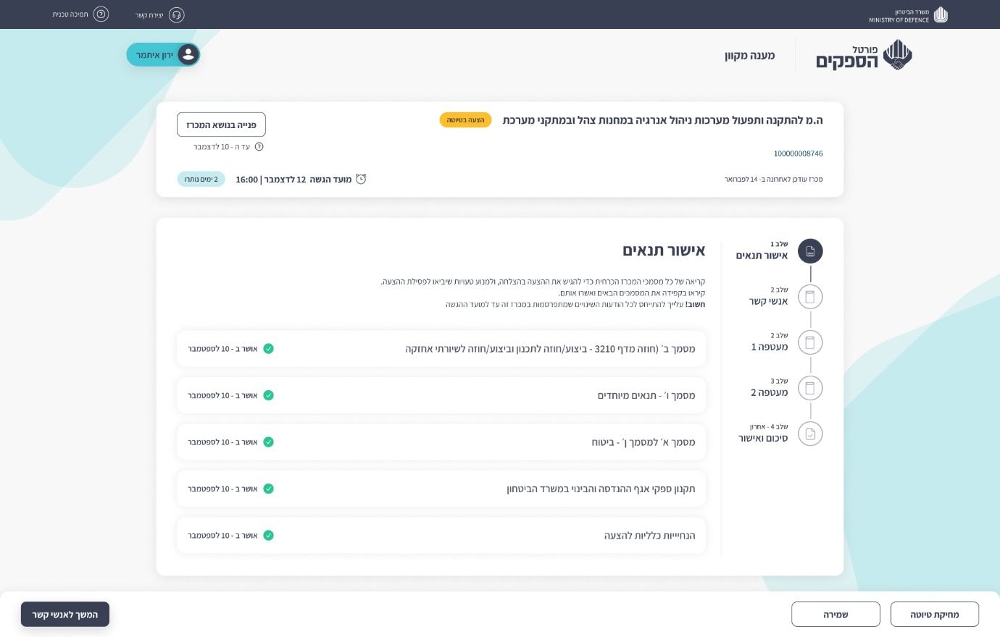 משרד הביטחון
MINISTRY OF DEFENCE
יצירת קשר
תמיכה טכנית
פורטל
הספקים
מענה מקוון
ירון איתמר
ה.מ להתקנה ותפעול מערכות ניהול אנרגיה במחנות צהל ובמתקני מערכת
הצעה בטיוטה
פנייה בנושא המכרז
עד ה - 10 לדצמבר
100000008746
מכרז עודכן לאחרונה ב- 14 לפברואר
מועד הגשה 12 לדצמבר | 16:00
2 ימים נותרו
שלב 1
אישור תנאים
שלב 2
אנשי קשר
שלב 2
מעטפה 1
שלב 3
מעטפה 2
שלב 4 - אחרון
סיכום ואישור
אישור תנאים
קריאה של כל מסמכי המכרז הכרחית כדי להגיש את ההצעה בהצלחה, ולמנוע טעויות שיביאו לפסילת ההצעה.
קיראו בקפידה את המסמכים הבאים ואשרו אותם.
חשוב! עלייך להתייחס לכל הודעות השינויים שמתפרסמות במכרז זה עד למועד ההגשה
מסמך ב׳ (חוזה מדף 3210 - ביצוע/חוזה לתכנון וביצוע/חוזה לשיורתי אחזקה
אושר ב - 10 לספטמבר
מסמך ו׳ - תנאים מיוחדים
אושר ב - 10 לספטמבר
מסמך א׳ למסמך ן׳ - ביטוח
אושר ב - 10 לספטמבר
תקנון ספקי אגף ההנדסה והבינוי במשרד הביטחון
אושר ב - 10 לספטמבר
הנחיייות כלליות להצעה
אושר ב - 10 לספטמבר
מחיקת טיוטה
שמירה
המשך לאנשי קשר